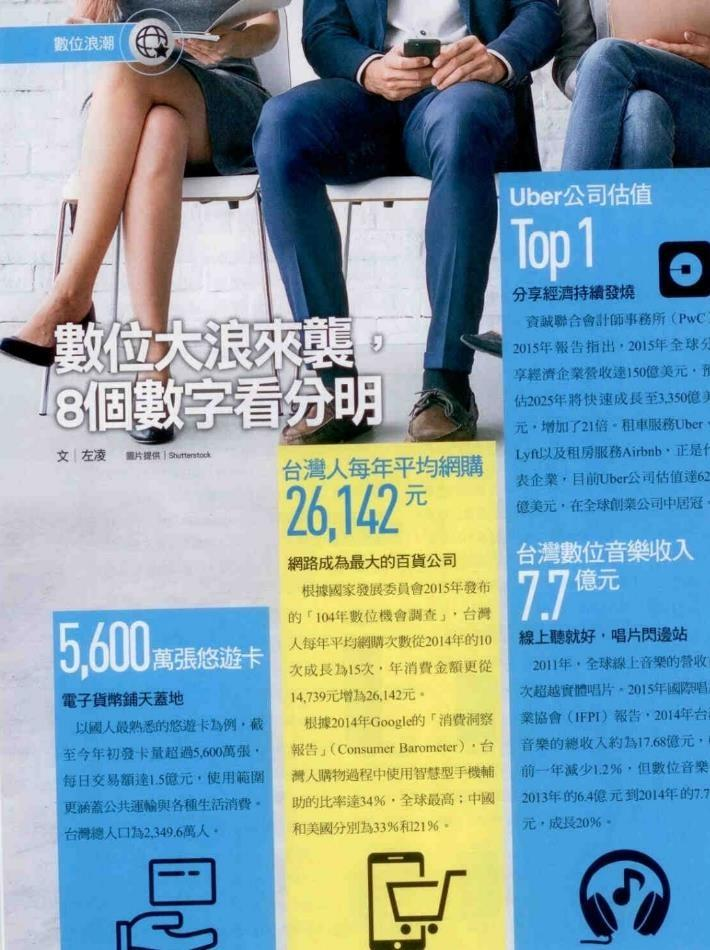 數位浪潮
數位大浪來襲，
8個數字看分明
文｜左凌 圖片提供｜Shutterstock
5,600萬張悠遊卡
電子貨幣鋪天蓋地
以國人最熟悉的悠遊卡為例，截
至今年初發卡量超過5,600萬張，
每日交易額達1.5億元，使用範圍
更涵蓋公共運輸與各種生活消費。
台灣總人口為2,349.6萬人。
台灣人每年平均網購
26,142元
網路成為最大的百貨公司
根據國家發展委員會2015年發布
的「104年數位機會調查」，台灣
人每年平均網購次數從2014年的10
次成長為15次，年消費金額更從
14,739元增為26,142元。
根據2014年Google的「消費洞察
報告」（Consumer Barometer），台
灣人購物過程中使用智慧型手機輔
助的比率達34%，全球最高；中國
和美國分別為33%和21%。
Uber公司估值
Top 1
分享經濟持續發燒
資誠聯合會計師事務所（PwC）
2015年報告指出，2015年全球分
享經濟企業營收達150億美元，預
估2025年將快速成長至3,350億美
元，增加了21倍。租車服務Uber、
Lyft以及租房服務Airbnb，正是代
表企業，目前Uber公司估值達62
億美元，在全球創業公司中居冠。
台灣數位音樂收入
7.7億元
線上聽就好，唱片閃邊站
2011年，全球線上音樂的營收首
次超越實體唱片。2015年國際唱
業協會（IFPI）報告，2014年台
音樂的總收入約為17.68億元，
前一年減少1.2%，但數位音樂
2013年的6.4億元到2014年的7.7
元，成長20%。